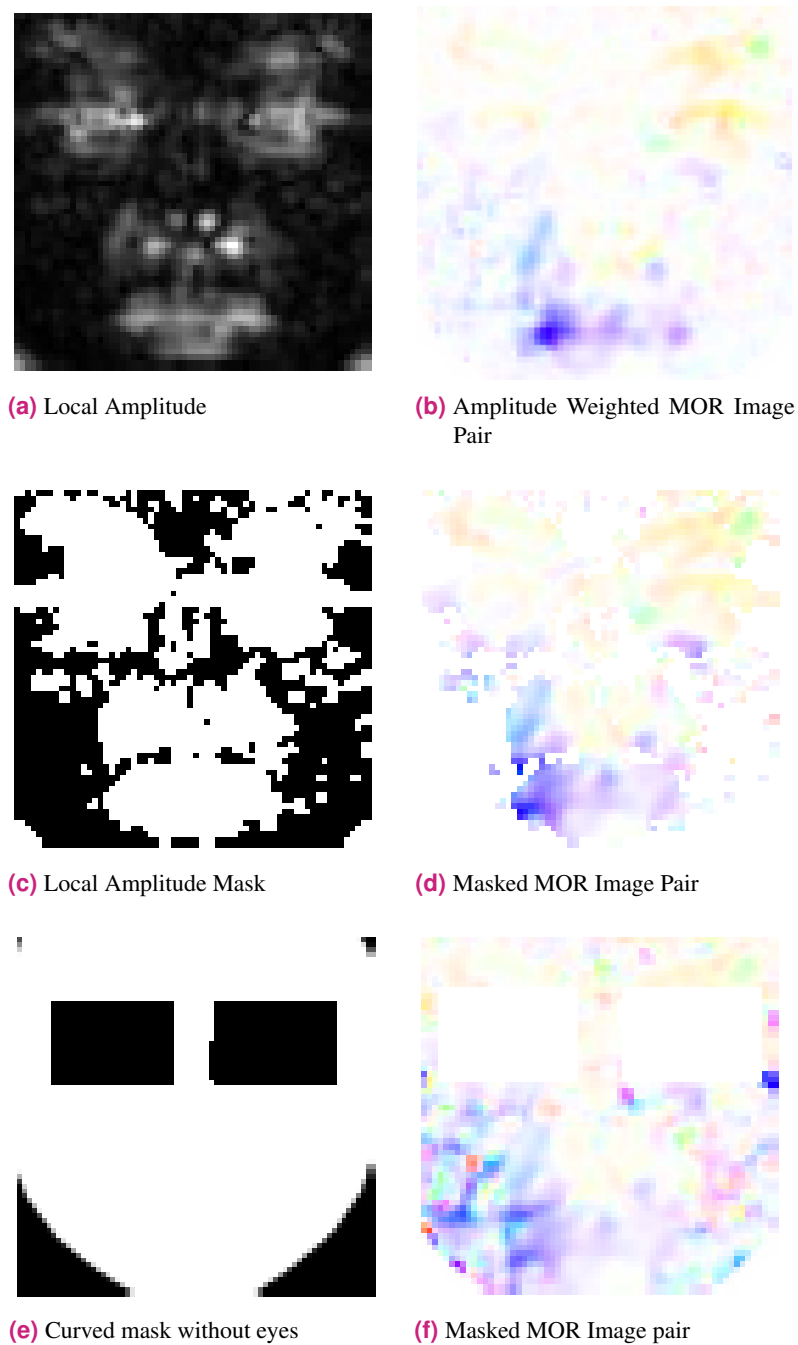 (a) Local Amplitude
(b) Amplitude Weighted MOR Image
Pair
(c) Local Amplitude Mask
(d) Masked MOR Image Pair
(e) Curved mask without eyes
(f) Masked MOR Image pair